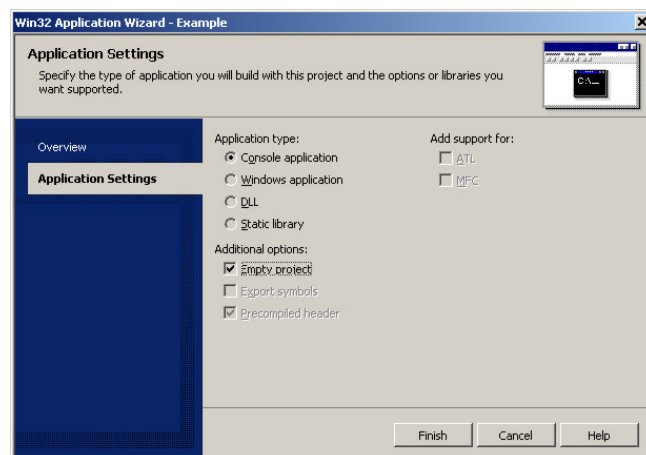 Win32 Application Wizard - Example
Application Settings
Specify the type of application you will build with this project and the options or libraries you
want supported.
C:\_
Overview
Application Settings
Application type:
Console application
Windows application
DLL
Static library
Additional options:
Empty project
Export symbols
Precompiled header
Add support for:
ATL
MFC
Finish
Cancel
Help